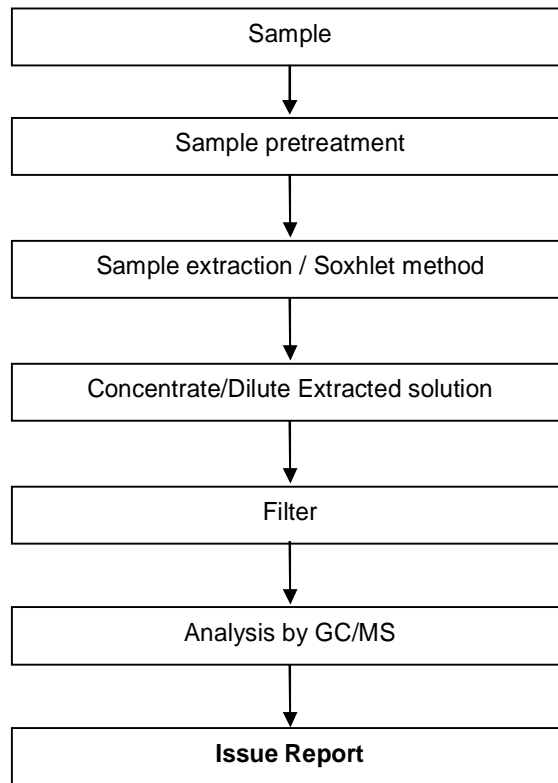 Sample
Sample pretreatment
Sample extraction / Soxhlet method
Concentrate/Dilute Extracted solution
Filter
Analysis by GC/MS
Issue Report